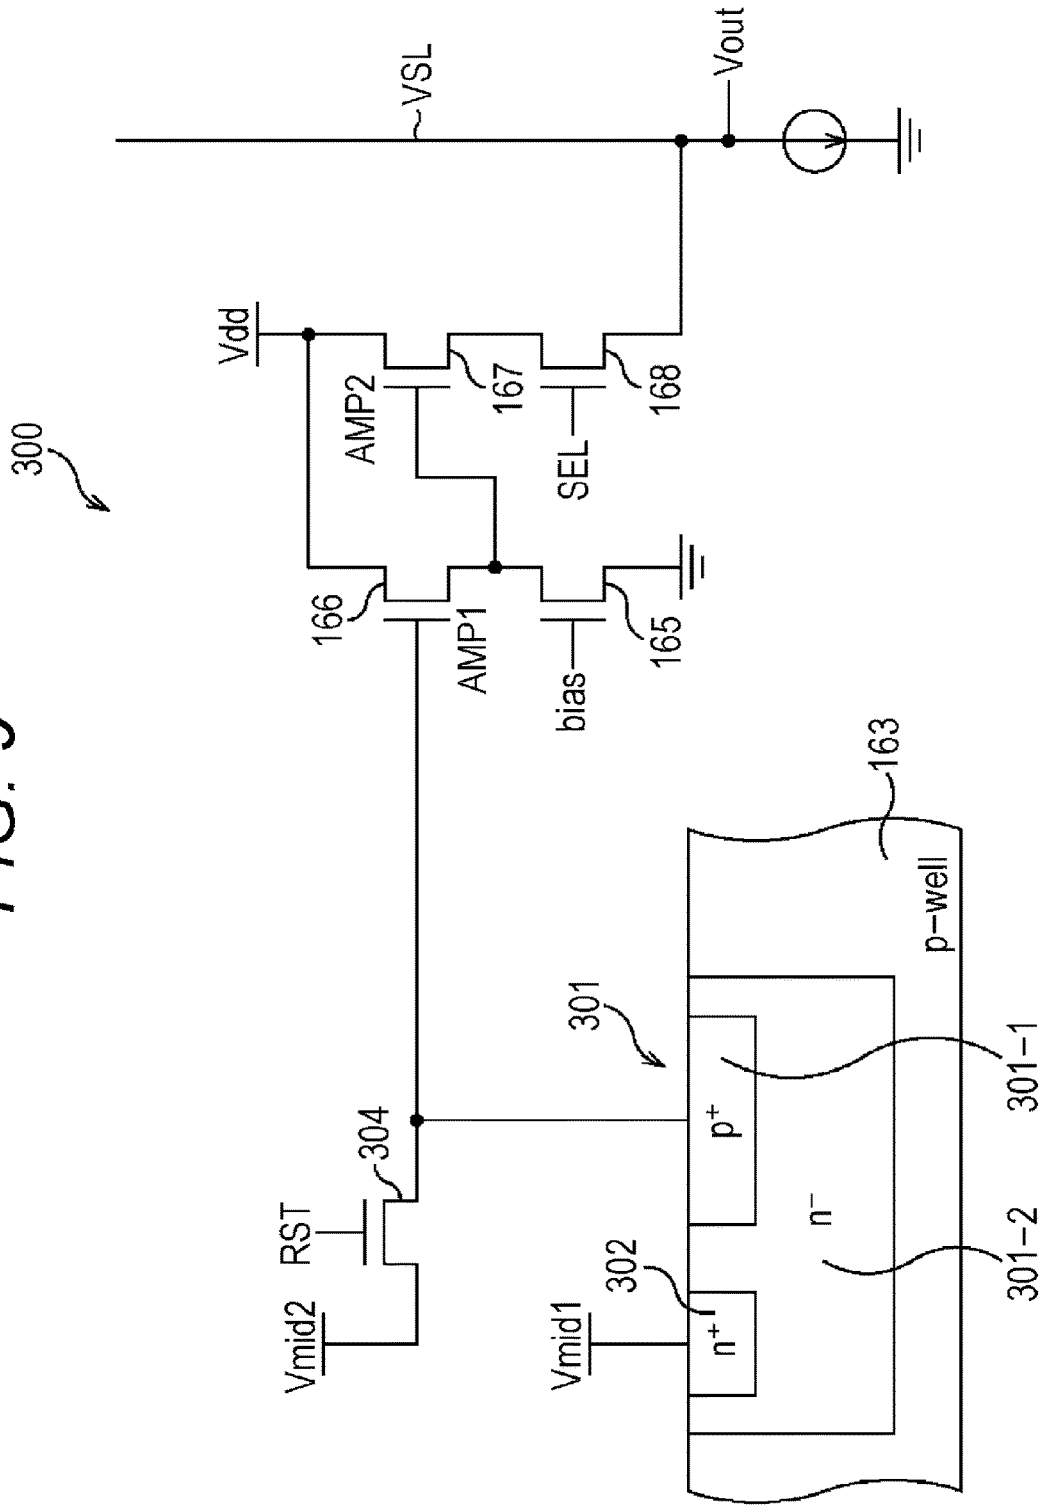 300
Vdd
VSL
AMP2
167
168
SEL
Vout
166
AMP1
165
bias
RST
304
Vmid2
Vmid1
302
301
n+
p+
n−
p-well
163
301-1
301-2